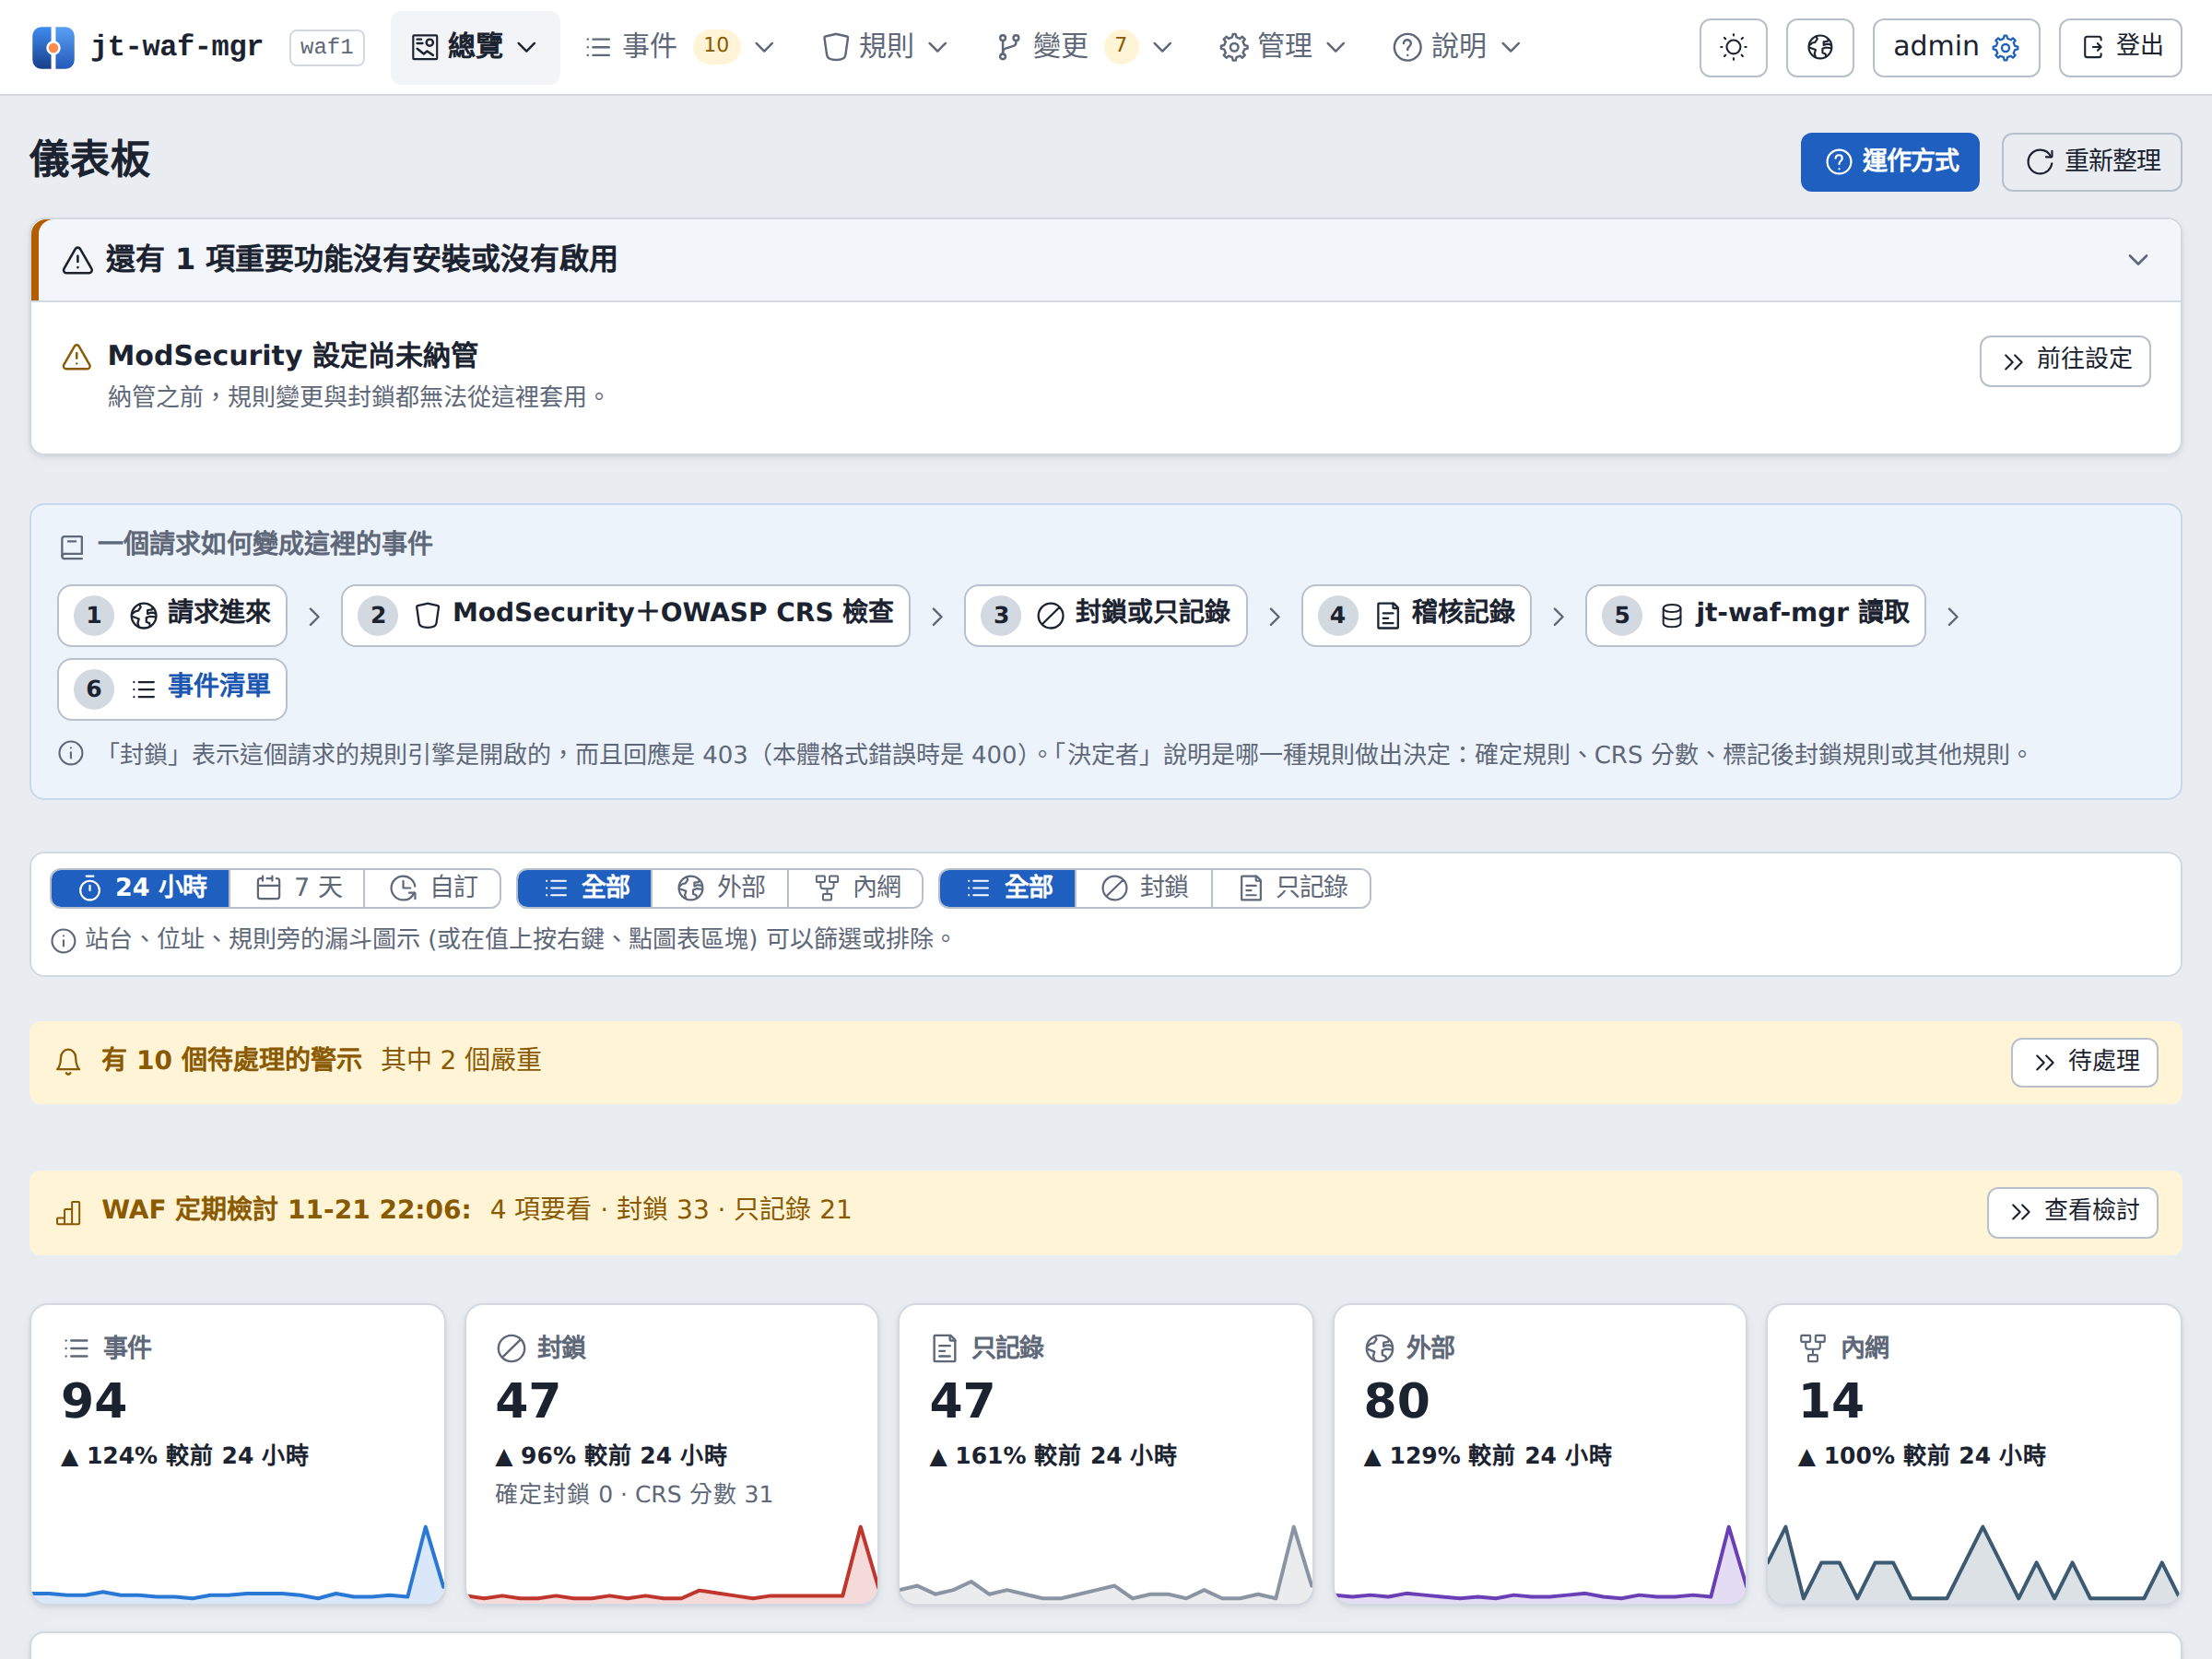 jt-waf-mgr waf1 總覽 事件 10 規則 變更 7 管理 說明 admin 登出
儀表板 運作方式 重新整理
還有 1 項重要功能沒有安裝或沒有啟用
ModSecurity 設定尚未納管 前往設定
納管之前，規則變更與封鎖都無法從這裡套用。
一個請求如何變成這裡的事件
1 請求進來 2 ModSecurity＋OWASP CRS 檢查 3 封鎖或只記錄 4 稽核記錄 5 jt-waf-mgr 讀取
6 事件清單
「封鎖」表示這個請求的規則引擎是開啟的，而且回應是 403（本體格式錯誤時是 400）。「決定者」說明是哪一種規則做出決定：確定規則、CRS 分數、標記後封鎖規則或其他規則。
24 小時 7 天 自訂 全部 外部 內網 全部 封鎖 只記錄
站台、位址、規則旁的漏斗圖示 (或在值上按右鍵、點圖表區塊) 可以篩選或排除。
有 10 個待處理的警示 其中 2 個嚴重 待處理
WAF 定期檢討 11-21 22:06: 4 項要看 · 封鎖 33 · 只記錄 21 查看檢討
事件
94
▲ 124% 較前 24 小時
封鎖
47
▲ 96% 較前 24 小時
確定封鎖 0 · CRS 分數 31
只記錄
47
▲ 161% 較前 24 小時
外部
80
▲ 129% 較前 24 小時
內網
14
▲ 100% 較前 24 小時